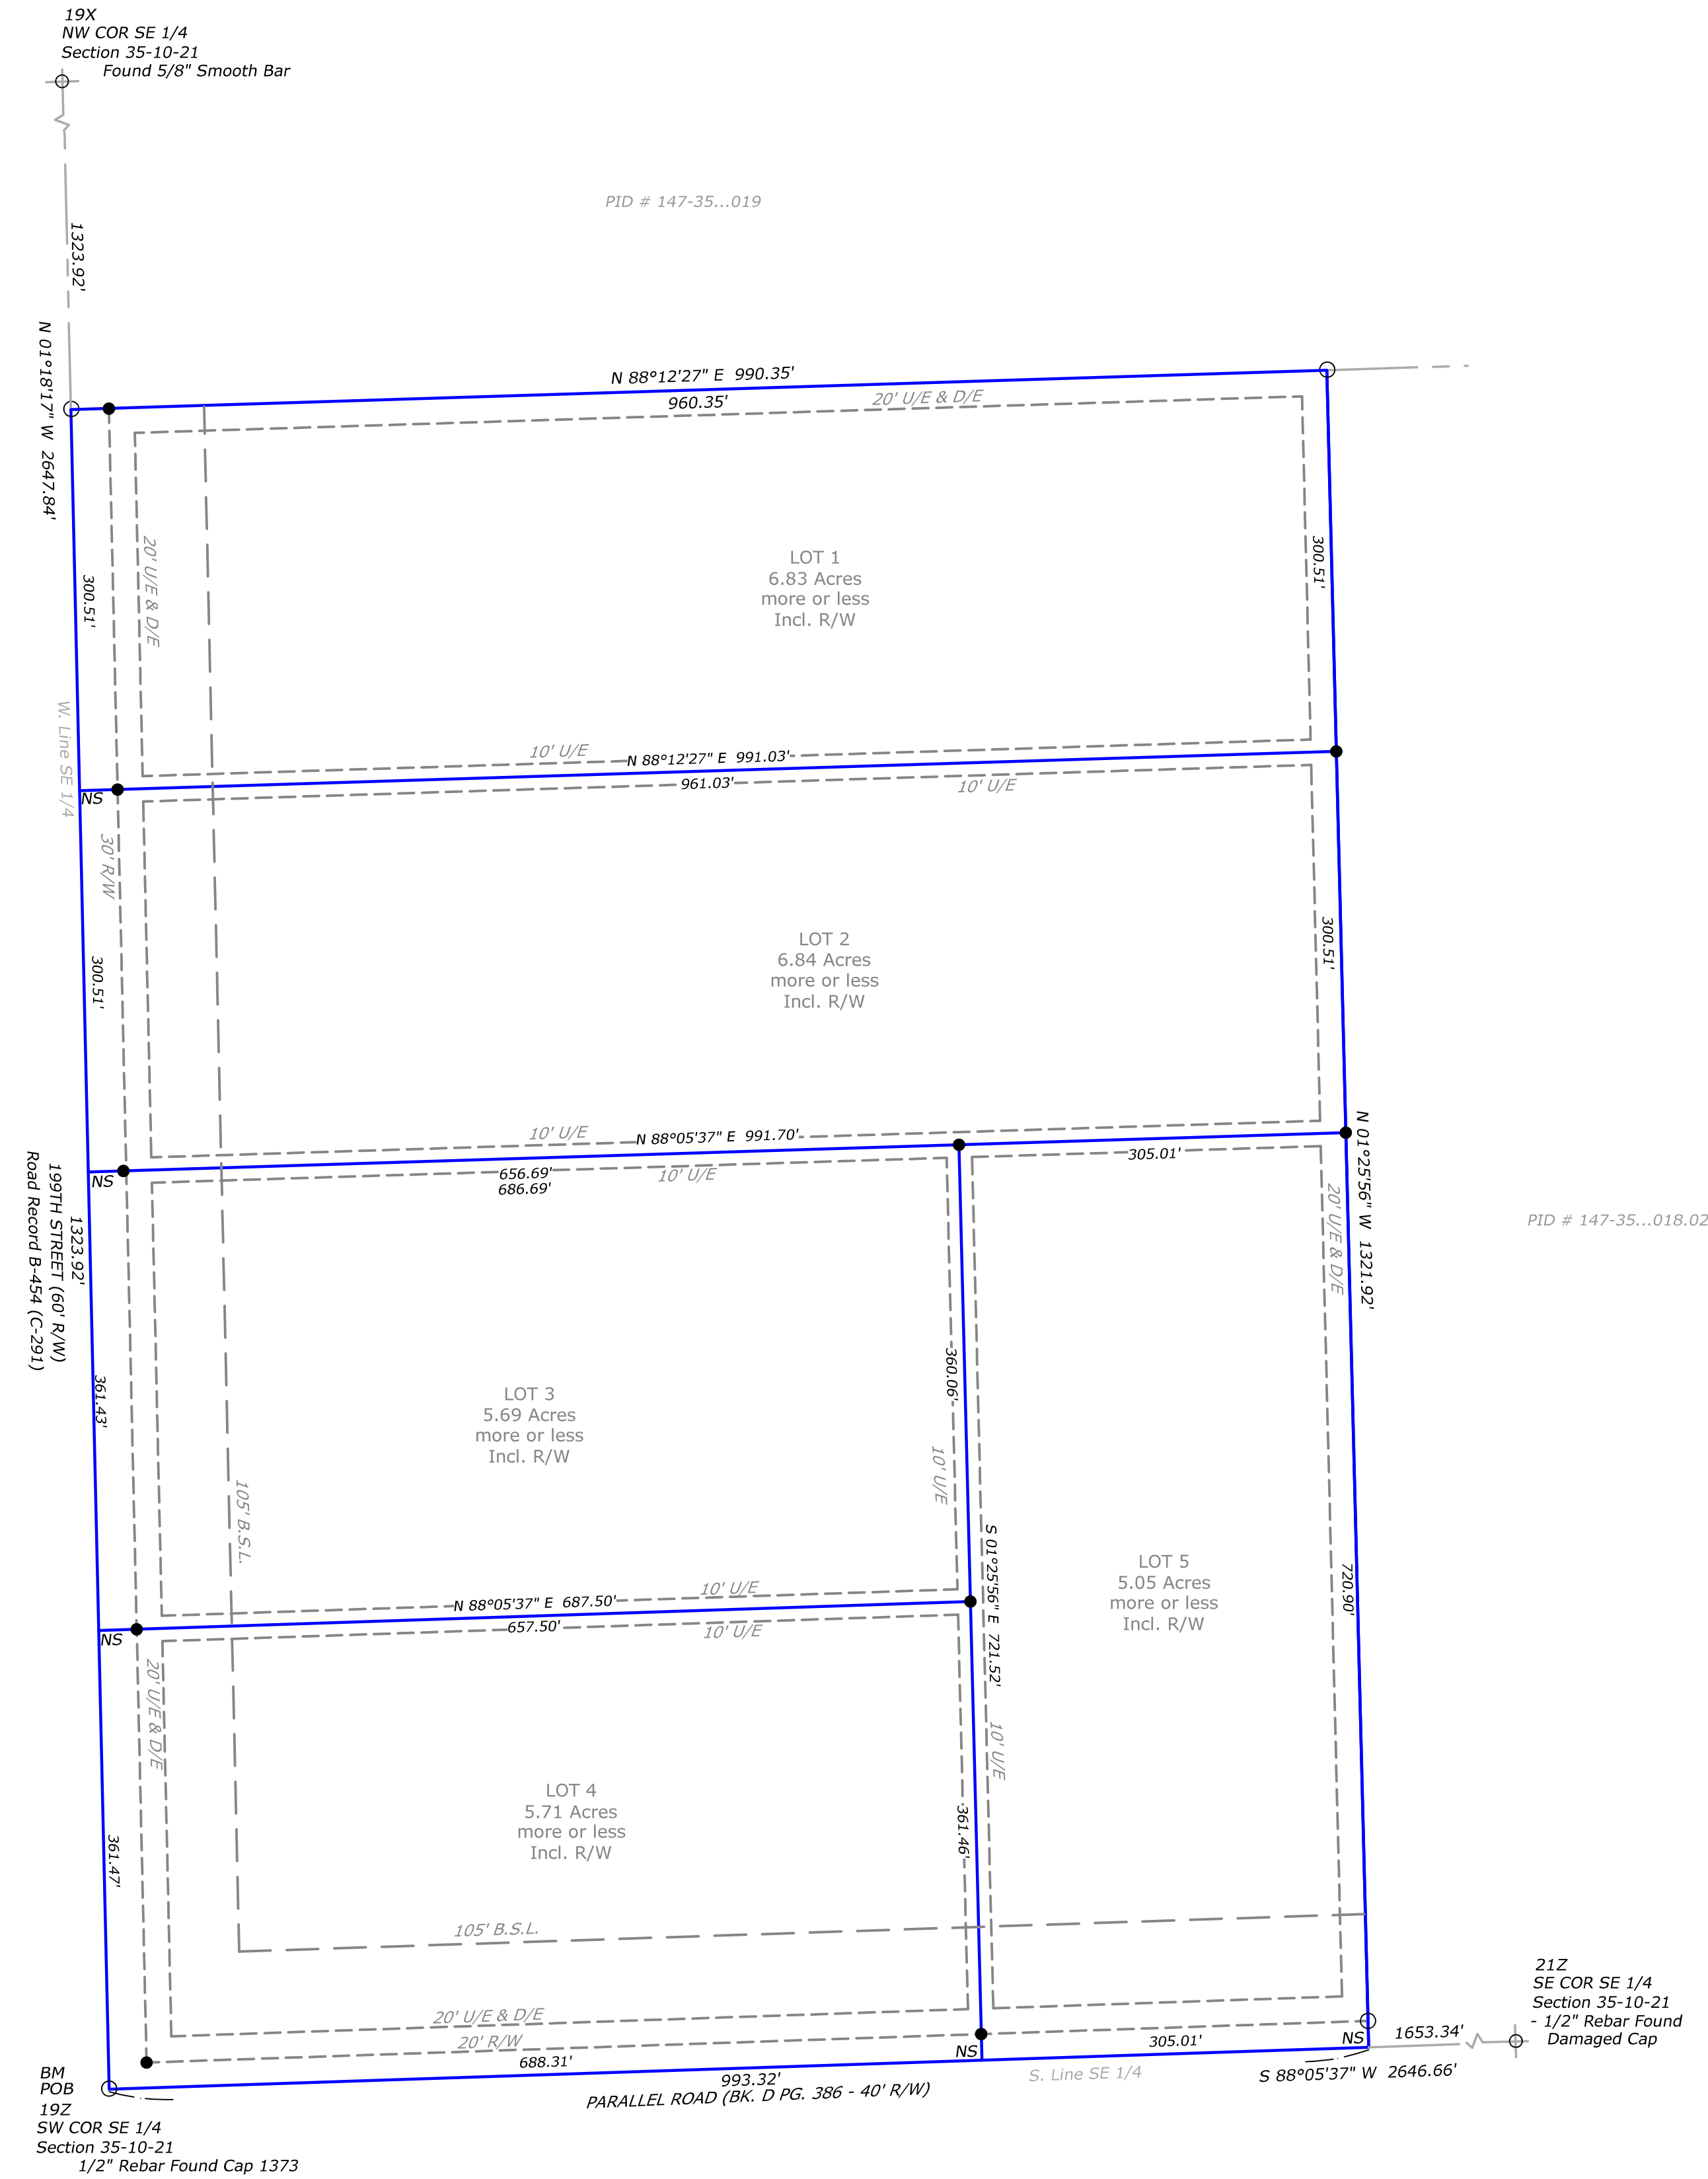 19X
NW COR SE 1/4
Section 35-10-21
Found 5/8" Smooth Bar
PID # 147-35...019
1323.92'
N 01°18'17" W  2647.84'
N 88°12'27" E  990.35'
960.35'
20' U/E & D/E
20' U/E & D/E
300.51'
LOT 1
6.83 Acres
more or less
Incl. R/W
300.51'
W. Line SE 1/4
10' U/E
N 88°12'27" E  991.03'
NS
961.03'
10' U/E
30' R/W
300.51'
LOT 2
6.84 Acres
more or less
Incl. R/W
300.51'
10' U/E
N 88°05'37" E  991.70'
NS
656.69'
686.69'
10' U/E
305.01'
N 01°25'56" W  1321.92'
20' U/E & D/E
PID # 147-35...018.02
1323.92'
199TH STREET (60' R/W)
Road Record B-454 (C-291)
361.43'
LOT 3
5.69 Acres
more or less
Incl. R/W
360.06'
10' U/E
105' B.S.L.
S 01°25'56" E  721.52'
LOT 5
5.05 Acres
more or less
Incl. R/W
720.90'
10' U/E
N 88°05'37" E  687.50'
NS
657.50'
10' U/E
20' U/E & D/E
10' U/E
LOT 4
5.71 Acres
more or less
Incl. R/W
361.47'
361.46'
105' B.S.L.
20' U/E & D/E
20' R/W
688.31'
NS
305.01'
NS
1653.34'
21Z
SE COR SE 1/4
Section 35-10-21
- 1/2" Rebar Found
Damaged Cap
993.32'
S. Line SE 1/4
S 88°05'37" W  2646.66'
PARALLEL ROAD (BK. D PG. 386 - 40' R/W)
BM
POB
19Z
SW COR SE 1/4
Section 35-10-21
1/2" Rebar Found Cap 1373